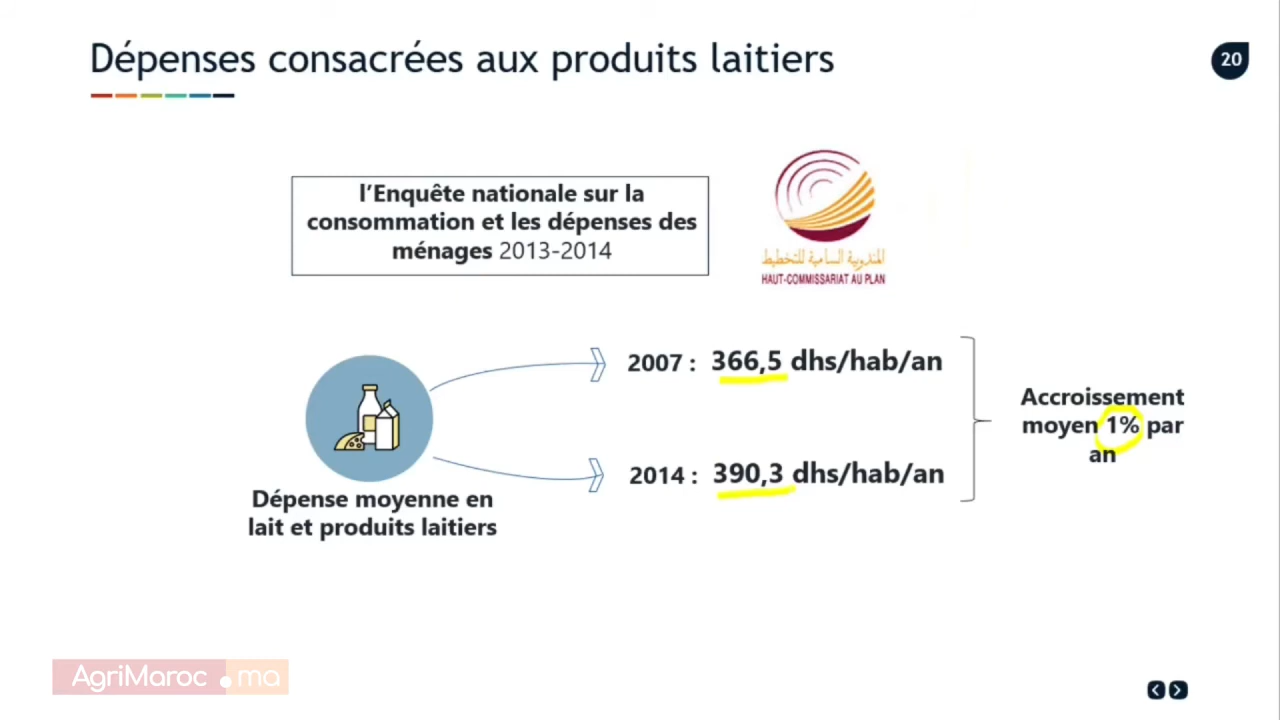 Dépenses consacrées aux produits laitiers
20
l’Enquête nationale sur la
consommation et les dépenses des
ménages 2013-2014
المندوبية السامية للتخطيط
HAUT-COMMISSARIAT AU PLAN
2007 : 366,5 dhs/hab/an
Accroissement
moyen 1% par
an
2014 : 390,3 dhs/hab/an
Dépense moyenne en
lait et produits laitiers
AgriMaroc.ma